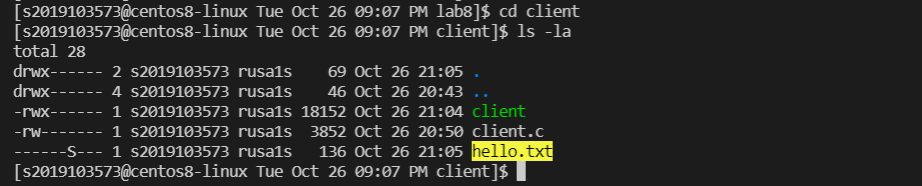 [s2019103573@centos8-linux Tue Oct 26 09:07 PM lab8]$ cd client
[s2019103573@centos8-linux Tue Oct 26 09:07 PM client]$ ls -la
total 28
drwx------ 2 s2019103573 rusa1s    69 Oct 26 21:05 .
drwx------ 4 s2019103573 rusa1s    46 Oct 26 20:43 ..
-rwx------ 1 s2019103573 rusa1s 18152 Oct 26 21:04 client
-rw------- 1 s2019103573 rusa1s  3852 Oct 26 20:50 client.c
------S--- 1 s2019103573 rusa1s   136 Oct 26 21:05 hello.txt
[s2019103573@centos8-linux Tue Oct 26 09:07 PM client]$